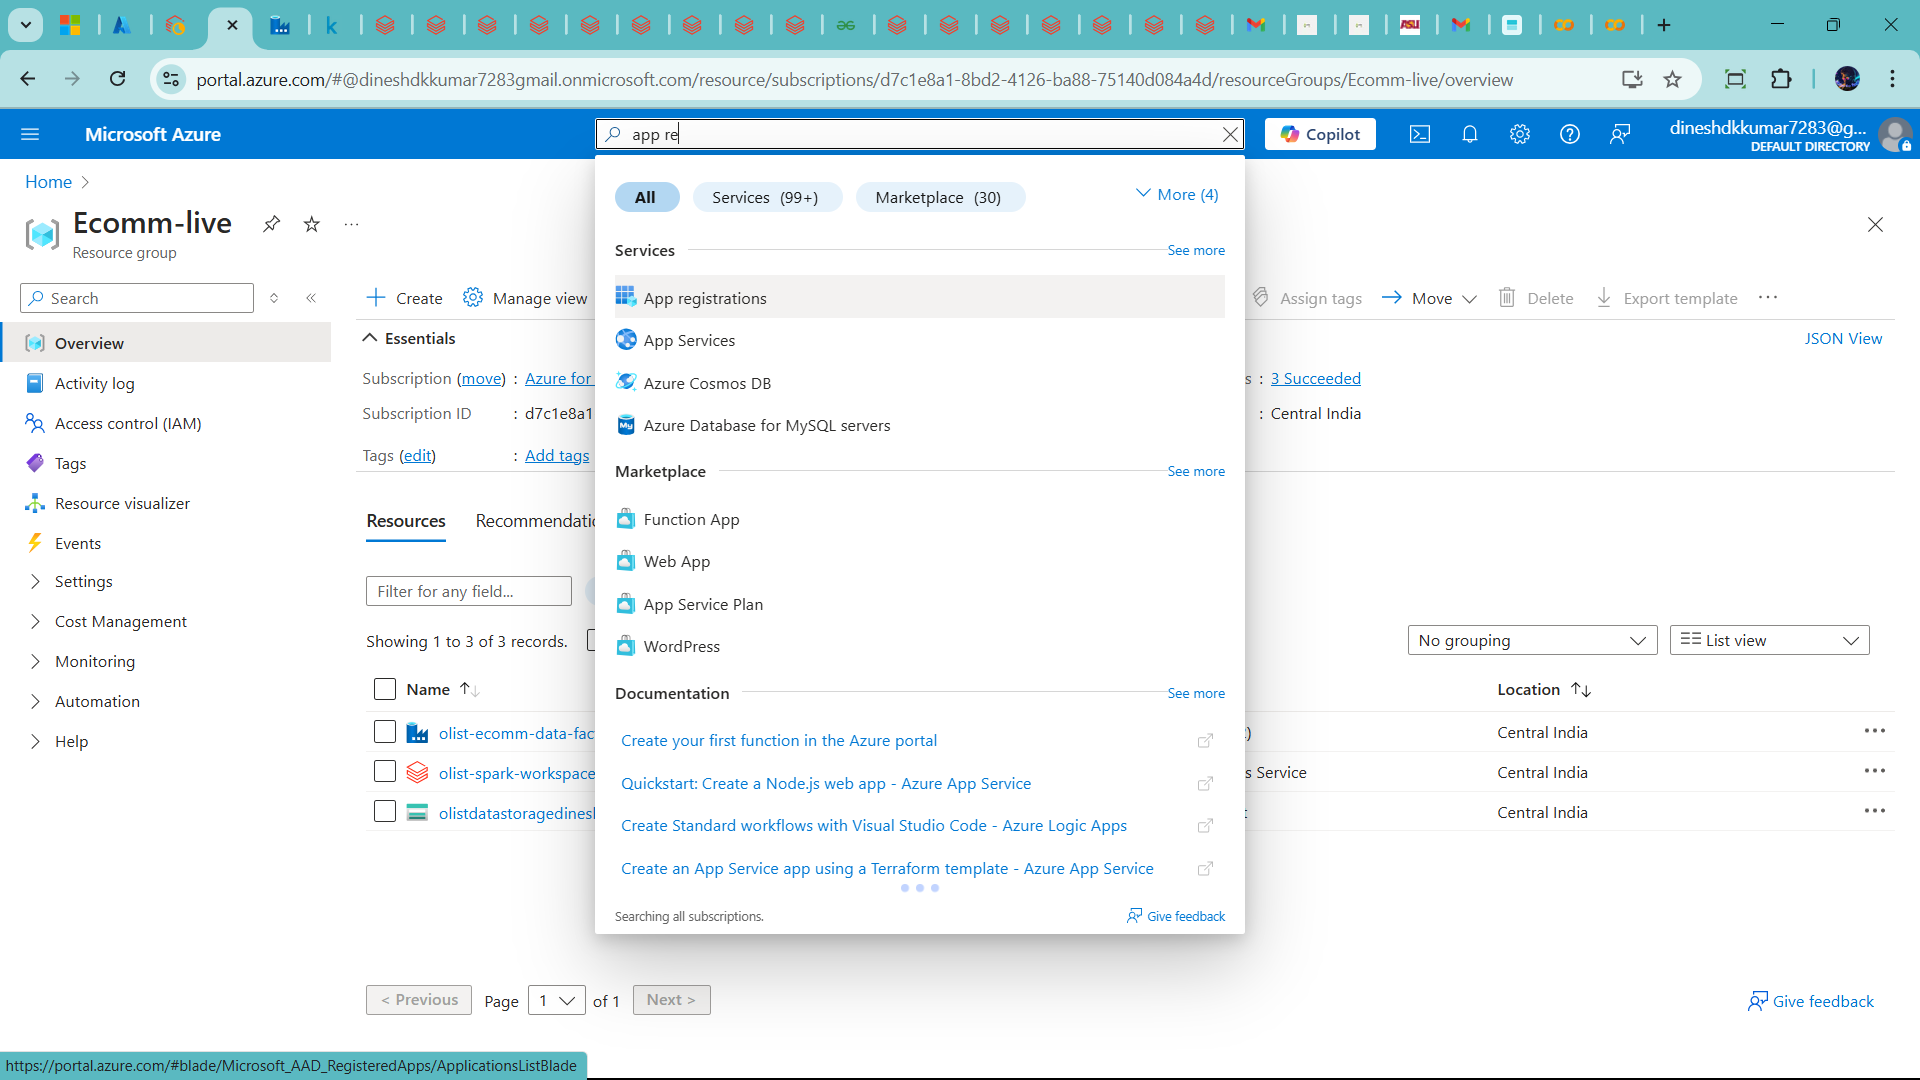 portal.azure.com/#@dineshdkkumar7283gmail.onmicrosoft.com/resource/subscriptions/d7c1e8a1-8bd2-4126-ba88-75140d084a4d/resourceGroups/Ecomm-live/overview
Microsoft Azure
app re
Copilot
dineshdkkumar7283@g...
DEFAULT DIRECTORY
Home
Ecomm-live
Resource group
Search
Overview
Activity log
Access control (IAM)
Tags
Resource visualizer
Events
Settings
Cost Management
Monitoring
Automation
Help
Create
Manage view
Assign tags
Move
Delete
Export template
Essentials
JSON View
Subscription (move) : Azure for
Subscription ID : d7c1e8a1
Tags (edit) : Add tags
s : 3 Succeeded
: Central India
Resources
Recommendatio
Filter for any field...
Showing 1 to 3 of 3 records.
No grouping
List view
Name
Location
olist-ecomm-data-fac
Central India
olist-spark-workspace
s Service
Central India
olistdatastoragedinesh
t
Central India
< Previous
Page
1
of 1
Next >
Give feedback
All
Services (99+)
Marketplace (30)
More (4)
Services
See more
App registrations
App Services
Azure Cosmos DB
Azure Database for MySQL servers
Marketplace
See more
Function App
Web App
App Service Plan
WordPress
Documentation
See more
Create your first function in the Azure portal
Quickstart: Create a Node.js web app - Azure App Service
Create Standard workflows with Visual Studio Code - Azure Logic Apps
Create an App Service app using a Terraform template - Azure App Service
Searching all subscriptions.
Give feedback
https://portal.azure.com/#blade/Microsoft_AAD_RegisteredApps/ApplicationsListBlade